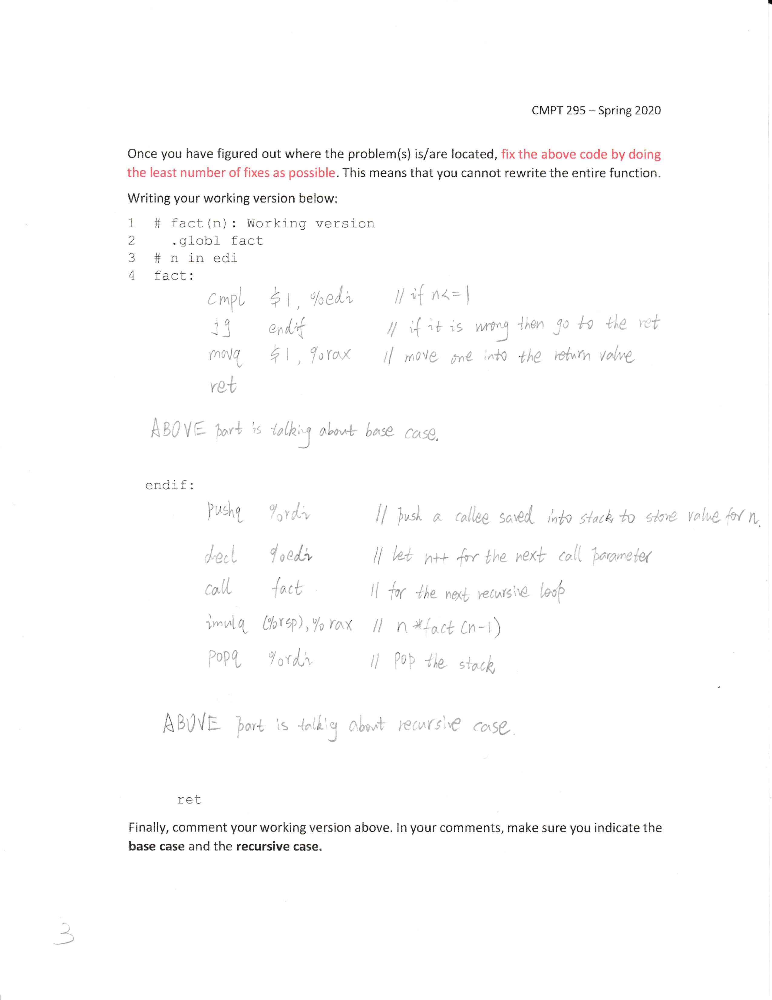 CMPT 295 – Spring 2020
Once you have figured out where the problem(s) is/are located, fix the above code by doing
the least number of fixes as possible. This means that you cannot rewrite the entire function.
Writing your working version below:
1 # fact(n): Working version
2 .globl fact
3 # n in edi
4 fact:
cmpl $1, %edi // if n<=1
jg endif // if it is wrong then go to the ret
movq $1, %rax // move one into the return value
ret
ABOVE part is talking about base case.
endif:
pushq %rdi // push a callee saved into stack to store value for n.
decl %edi // let n++ for the next call parameter
call fact // for the next recursive loop
imulq (%rsp), %rax // n*fact(n-1)
popq %rdi // pop the stack
ABOVE part is talkig about recursive case.
ret
Finally, comment your working version above. In your comments, make sure you indicate the
base case and the recursive case.
3